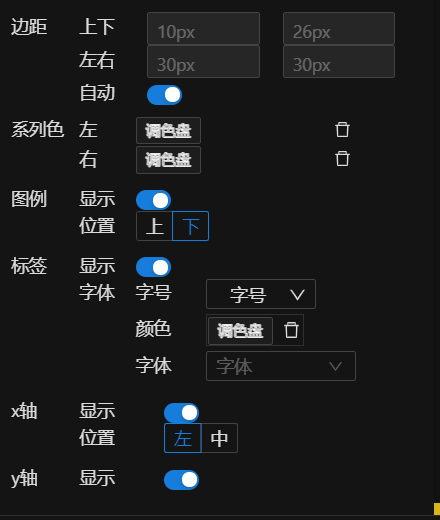 边距 上下 10px 26px
左右 30px 30px
自动
系列色 左 调色盘
右 调色盘
图例 显示
位置 上 下
标签 显示
字体 字号 字号
颜色 调色盘
字体 字体
x轴 显示
位置 左 中
y轴 显示